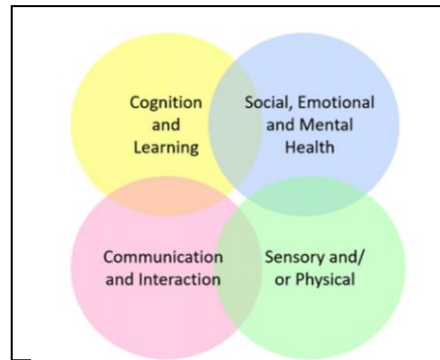 Cognition
and
Learning
Social, Emotional
and Mental
Health
Communication
and Interaction
Sensory and/
or Physical